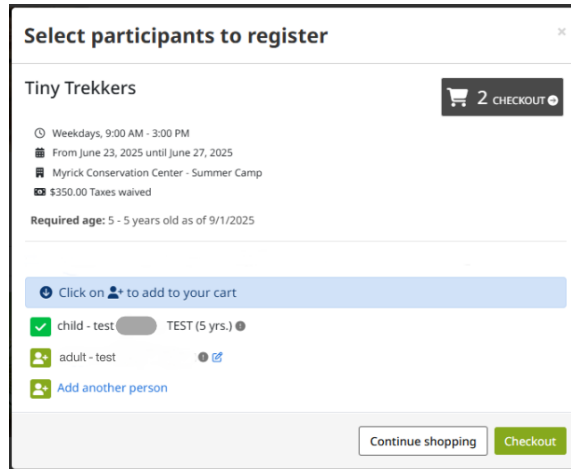 Select participants to register
×
Tiny Trekkers
2 CHECKOUT
Weekdays, 9:00 AM - 3:00 PM
From June 23, 2025 until June 27, 2025
Myrick Conservation Center - Summer Camp
$350.00 Taxes waived
Required age: 5 - 5 years old as of 9/1/2025
Click on to add to your cart
child - test TEST (5 yrs.)
adult - test
Add another person
Continue shopping
Checkout